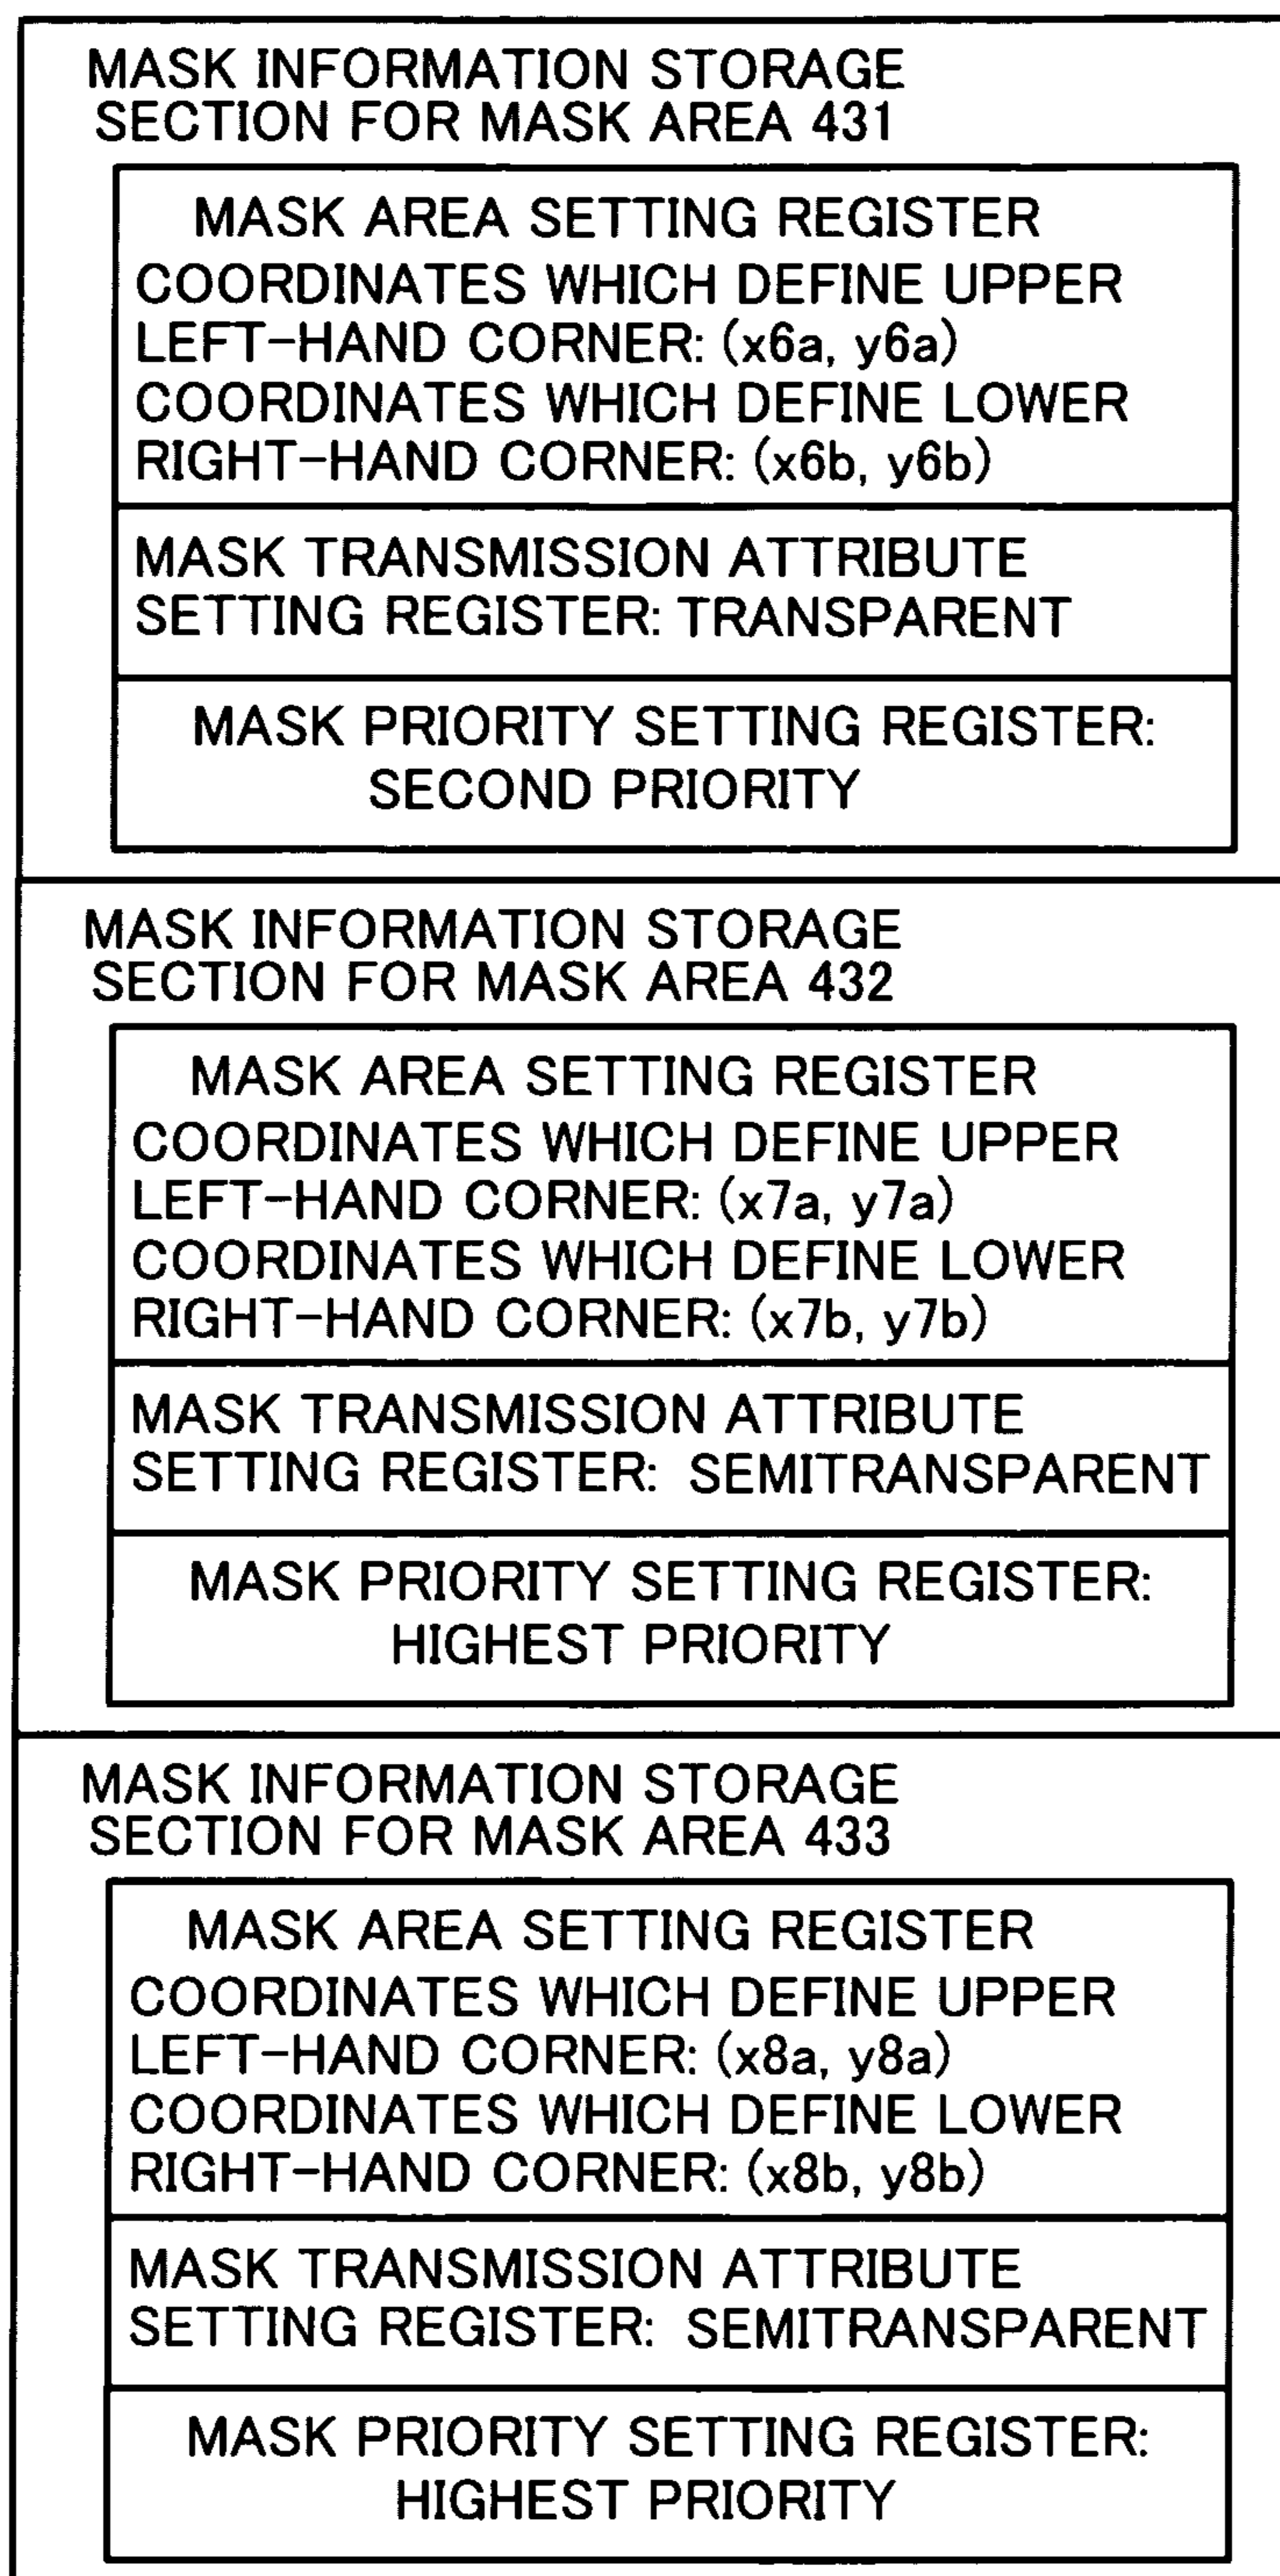 MASK INFORMATION STORAGE
SECTION FOR MASK AREA 431
MASK AREA SETTING REGISTER
COORDINATES WHICH DEFINE UPPER
LEFT-HAND CORNER: (x6a, y6a)
COORDINATES WHICH DEFINE LOWER
RIGHT-HAND CORNER: (x6b, y6b)
MASK TRANSMISSION ATTRIBUTE
SETTING REGISTER: TRANSPARENT
MASK PRIORITY SETTING REGISTER:
SECOND PRIORITY
MASK INFORMATION STORAGE
SECTION FOR MASK AREA 432
MASK AREA SETTING REGISTER
COORDINATES WHICH DEFINE UPPER
LEFT-HAND CORNER: (x7a, y7a)
COORDINATES WHICH DEFINE LOWER
RIGHT-HAND CORNER: (x7b, y7b)
MASK TRANSMISSION ATTRIBUTE
SETTING REGISTER: SEMITRANSPARENT
MASK PRIORITY SETTING REGISTER:
HIGHEST PRIORITY
MASK INFORMATION STORAGE
SECTION FOR MASK AREA 433
MASK AREA SETTING REGISTER
COORDINATES WHICH DEFINE UPPER
LEFT-HAND CORNER: (x8a, y8a)
COORDINATES WHICH DEFINE LOWER
RIGHT-HAND CORNER: (x8b, y8b)
MASK TRANSMISSION ATTRIBUTE
SETTING REGISTER: SEMITRANSPARENT
MASK PRIORITY SETTING REGISTER:
HIGHEST PRIORITY